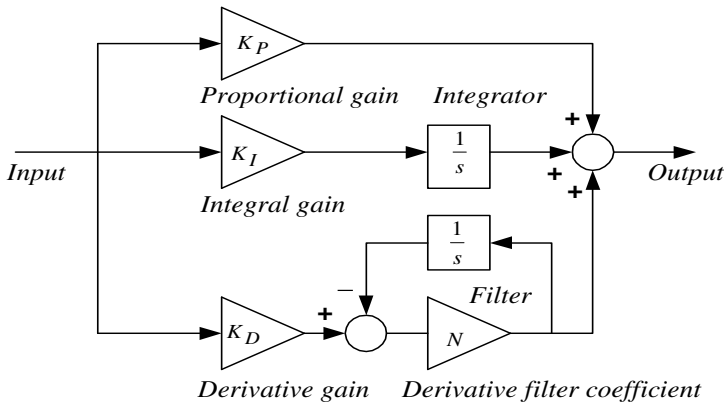 K_P
Proportional gain
Integrator
+
Input
K_I
1/s
+
+
Output
Integral gain
1/s
−
Filter
+
K_D
N
Derivative gain
Derivative filter coefficient